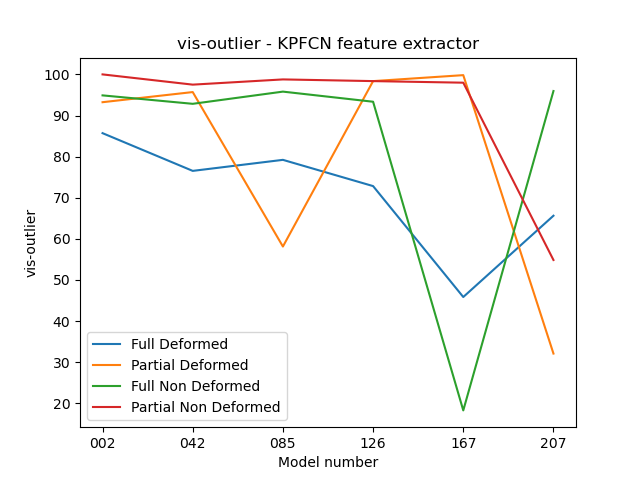 vis-outlier - KPFCN feature extractor
100
90
80
70
60
50
40
30
20
vis-outlier
Full Deformed
Partial Deformed
Full Non Deformed
Partial Non Deformed
002 042 085 126 167 207
Model number